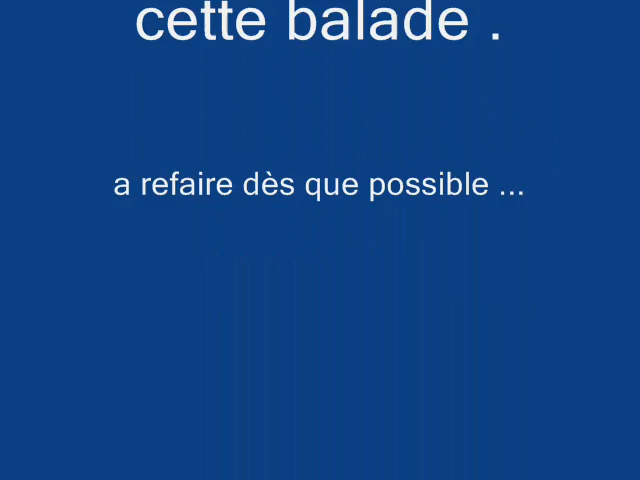 cette balade .
a refaire dès que possible ...